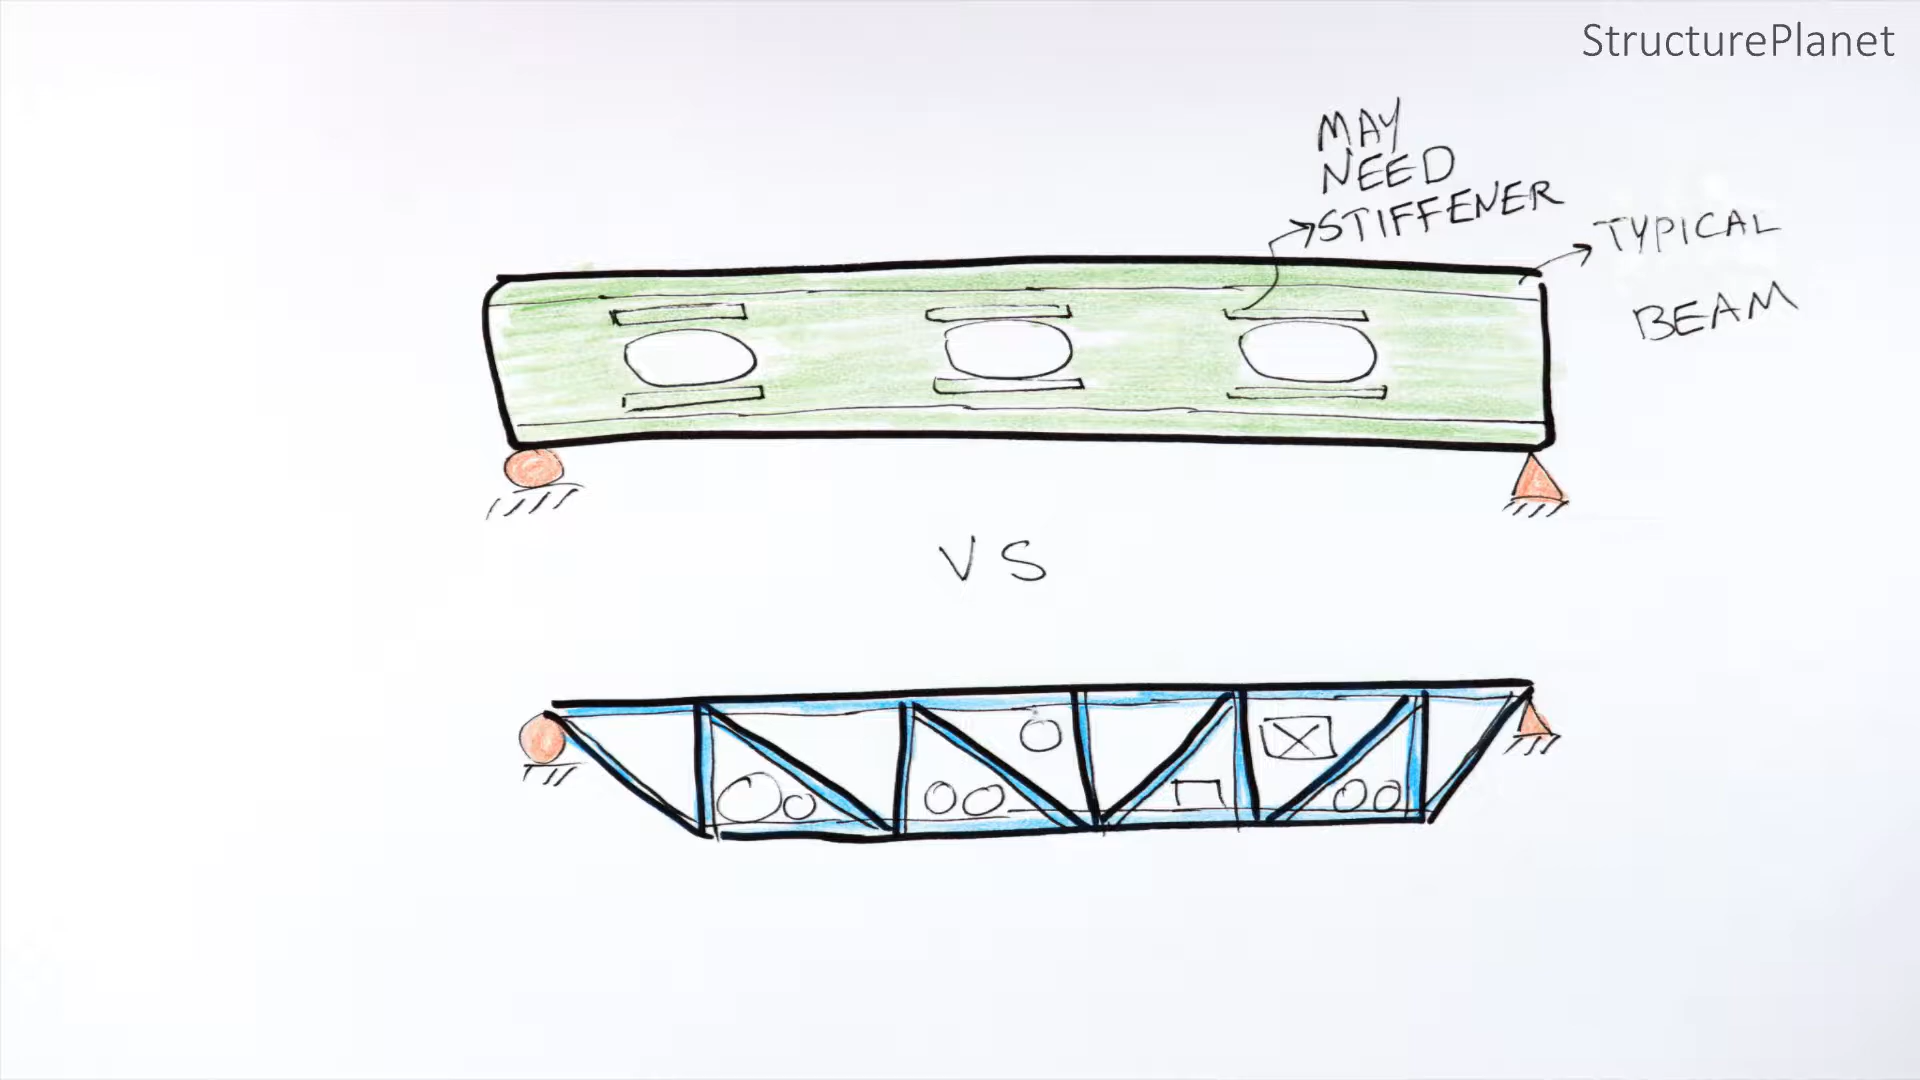 StructurePlanet
MAY
NEED
STIFFENER
TYPICAL
BEAM
VS